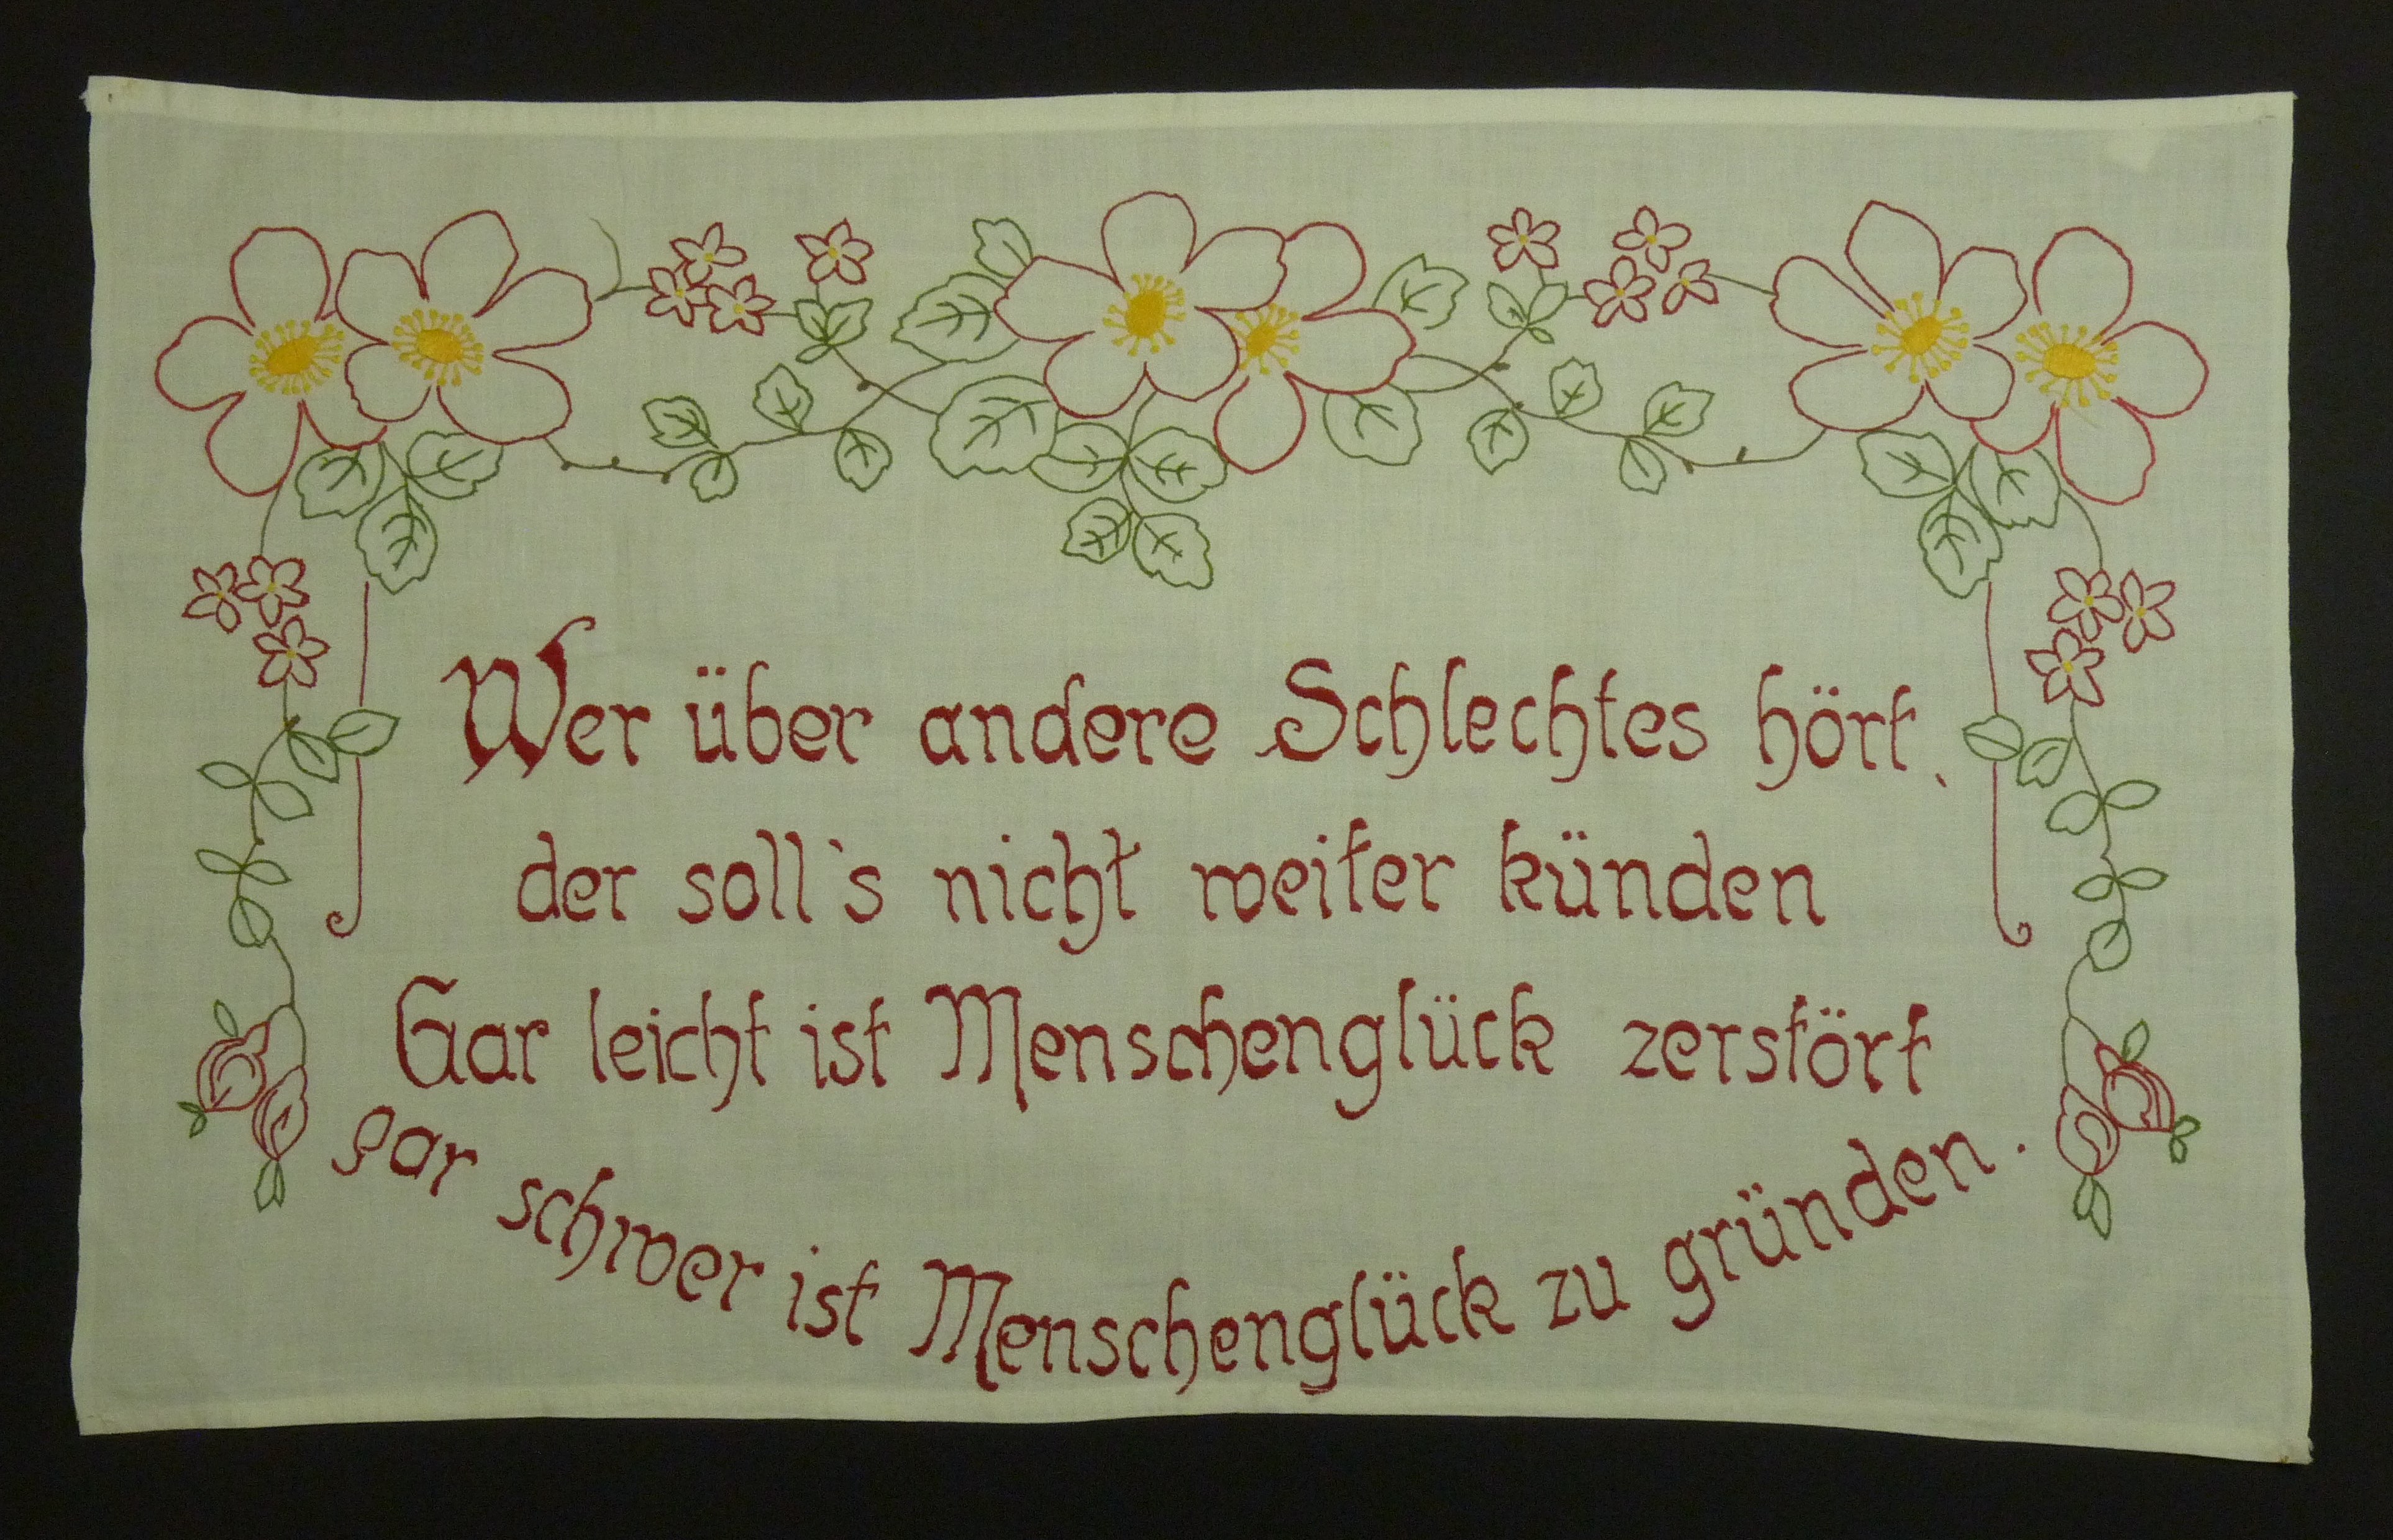 Wer über andere Schlechtes hört,
der soll's nicht weiter künden
Gar leicht ist Menschenglück zerstört
gar schwer ist Menschenglück zu gründen.